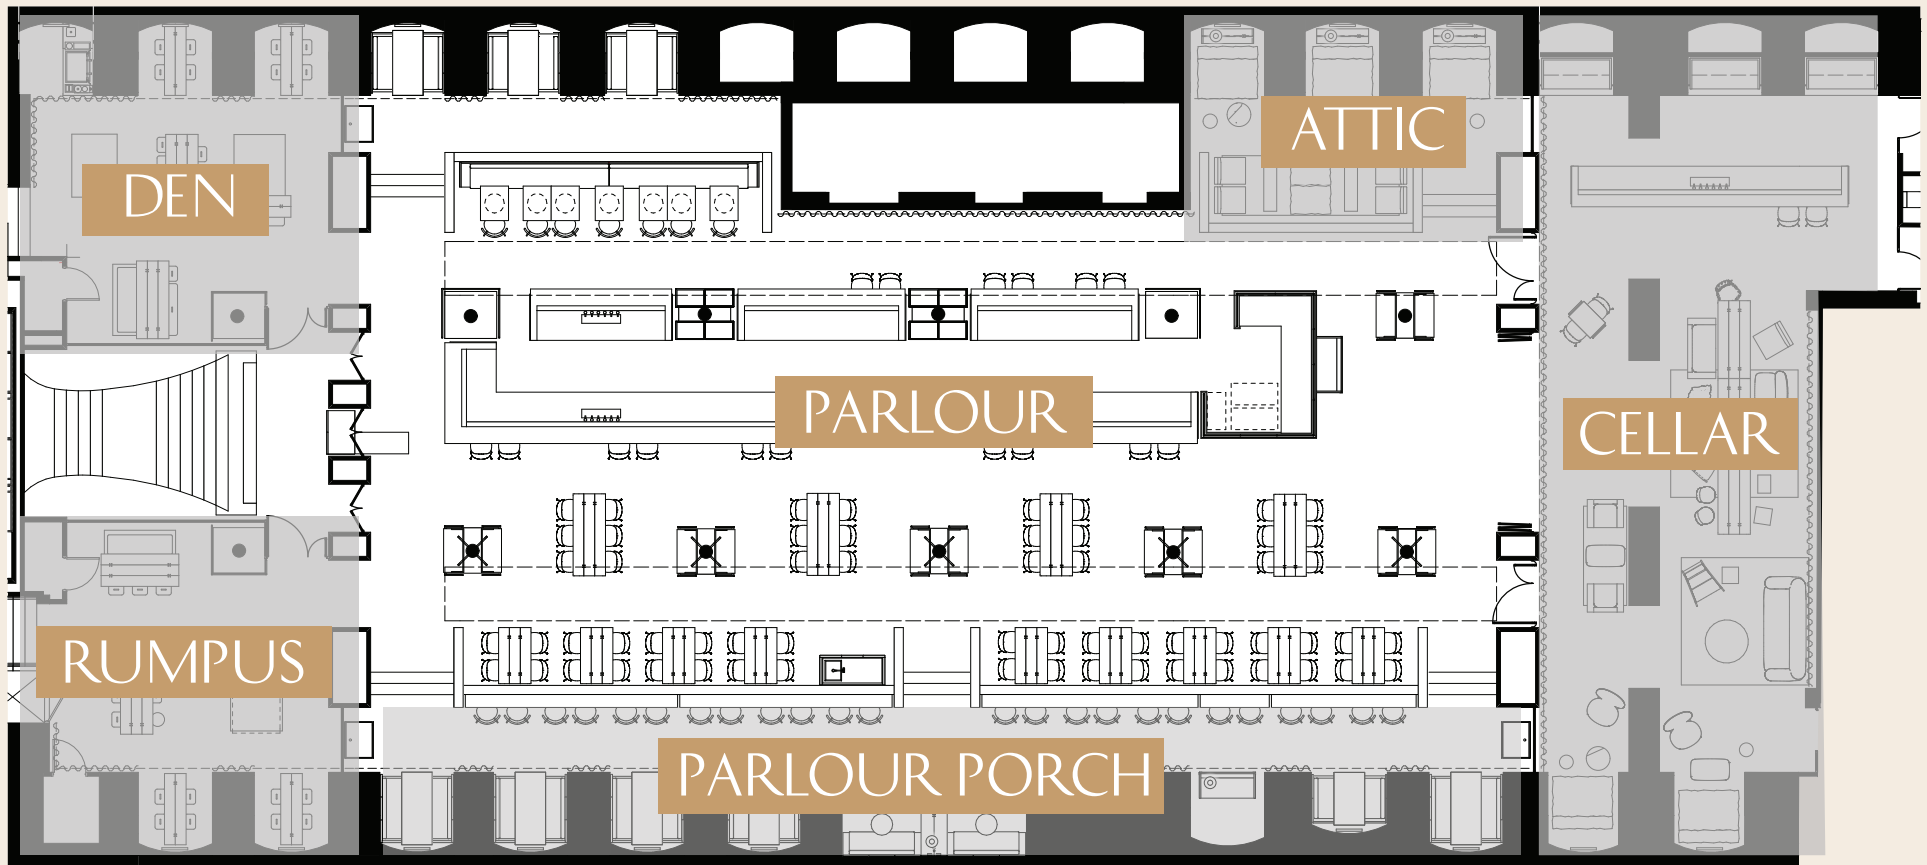 ATTIC
DEN
PARLOUR
CELLAR
RUMPUS
PARLOUR PORCH